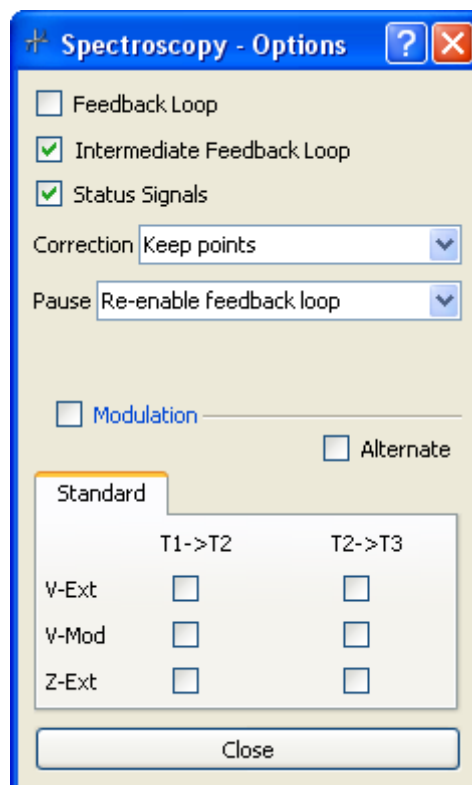 Spectroscopy - Options ?
Feedback Loop
Intermediate Feedback Loop
Status Signals
Correction Keep points
Pause Re-enable feedback loop
Modulation
Alternate
Standard
T1->T2 T2->T3
V-Ext
V-Mod
Z-Ext
Close